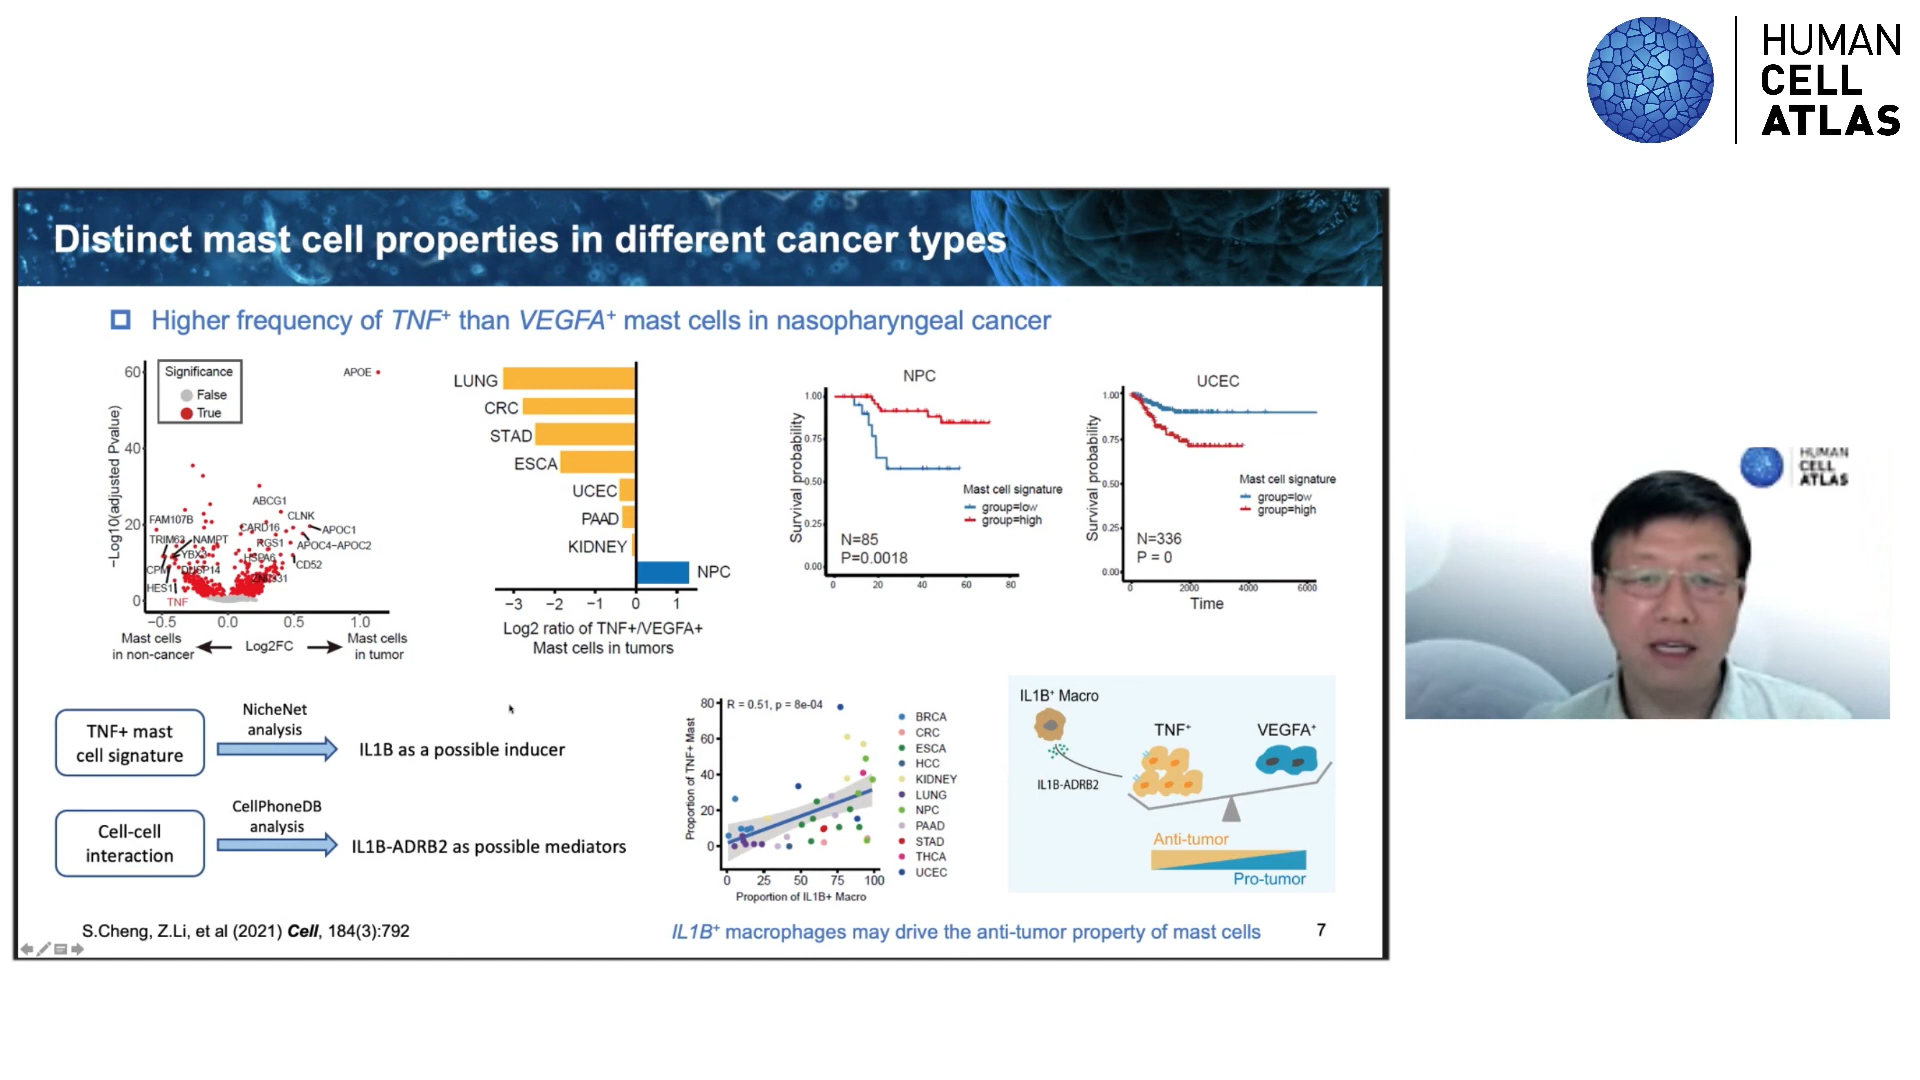 HUMAN
CELL
ATLAS
Distinct mast cell properties in different cancer types
Higher frequency of TNF⁺ than VEGFA⁺ mast cells in nasopharyngeal cancer
−Log10(adjusted Pvalue)
60
40
20
0
Significance
False
True
APOE
ABCG1
CLNK
FAM107B
CARD16
APOC1
TRIM63
NAMPT
RGS1
APOC4−APOC2
YBX3
HSPA6
CD52
CPM
DUSP14
HES1
TNF
−0.5
0.0
0.5
1.0
Mast cells
in non-cancer
Log2FC
Mast cells
in tumor
LUNG
CRC
STAD
ESCA
UCEC
PAAD
KIDNEY
NPC
−3
−2
−1
0
1
Log2 ratio of TNF+/VEGFA+
Mast cells in tumors
NPC
Survival probability
1.00
0.75
0.50
0.25
0.00
Mast cell signature
group=low
group=high
N=85
P=0.0018
0
20
40
60
80
UCEC
Survival probability
1.00
0.75
0.50
0.25
0.00
Mast cell signature
group=low
group=high
N=336
P = 0
0
2000
4000
6000
Time
HUMAN
CELL
ATLAS
TNF+ mast
cell signature
NicheNet
analysis
IL1B as a possible inducer
Cell-cell
interaction
CellPhoneDB
analysis
IL1B-ADRB2 as possible mediators
Proportion of TNF+ Mast
80
60
40
20
0
R = 0.51, p = 8e-04
0
25
50
75
100
Proportion of IL1B+ Macro
BRCA
CRC
ESCA
HCC
KIDNEY
LUNG
NPC
PAAD
STAD
THCA
UCEC
IL1B⁺ Macro
TNF⁺
VEGFA⁺
IL1B-ADRB2
Anti-tumor
Pro-tumor
S.Cheng, Z.Li, et al (2021) Cell, 184(3):792
IL1B⁺ macrophages may drive the anti-tumor property of mast cells
7